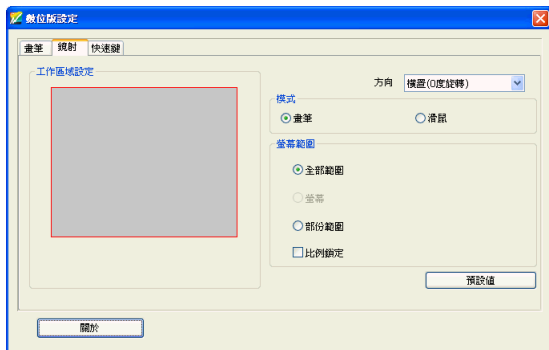 數位版設定
畫筆 鏡射 快速鍵
工作區域設定
方向 橫置(0度旋轉)
模式
畫筆 滑鼠
螢幕範圍
全部範圍
螢幕
部份範圍
比例鎖定
預設值
關於